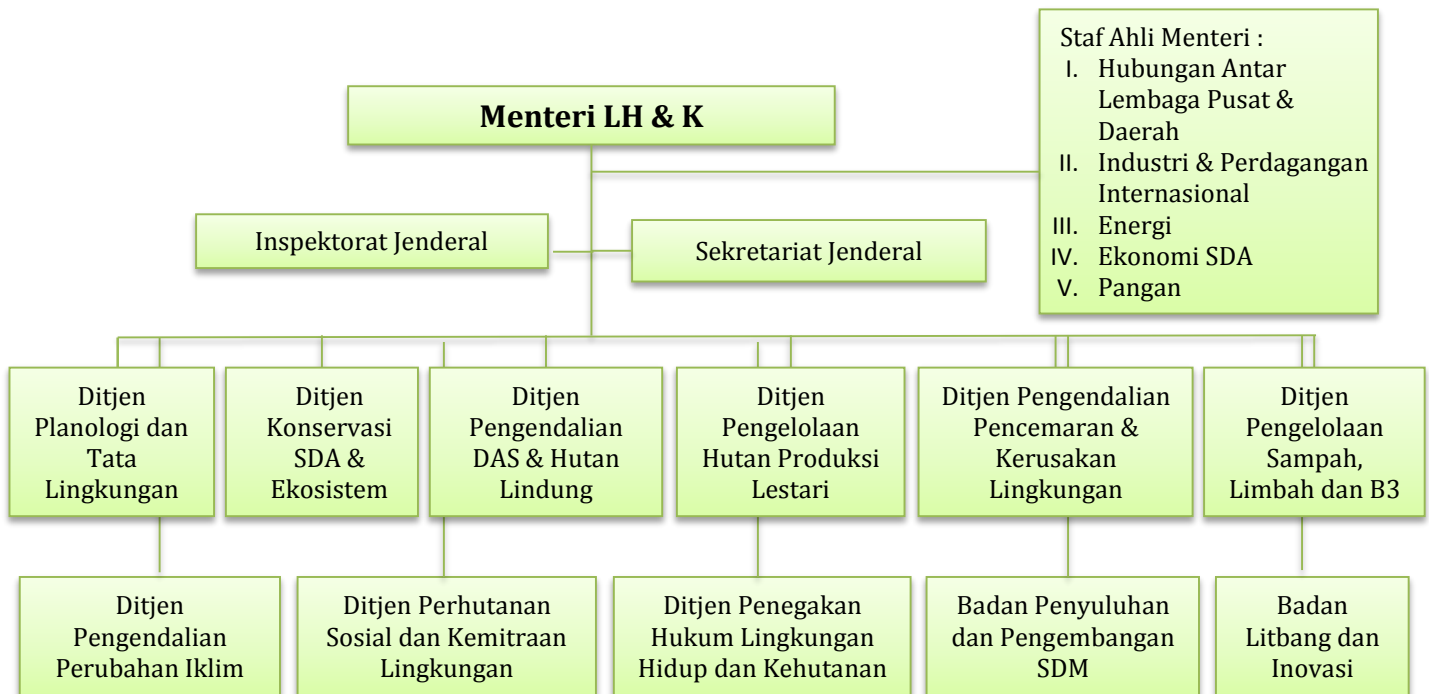 Staf Ahli Menteri :
I. Hubungan Antar
Lembaga Pusat &
Daerah
II. Industri & Perdagangan
Internasional
III. Energi
IV. Ekonomi SDA
V. Pangan
Menteri LH & K
Inspektorat Jenderal
Sekretariat Jenderal
Ditjen
Planologi dan
Tata
Lingkungan
Ditjen
Konservasi
SDA &
Ekosistem
Ditjen
Pengendalian
DAS & Hutan
Lindung
Ditjen
Pengelolaan
Hutan Produksi
Lestari
Ditjen Pengendalian
Pencemaran &
Kerusakan
Lingkungan
Ditjen
Pengelolaan
Sampah,
Limbah dan B3
Ditjen
Pengendalian
Perubahan Iklim
Ditjen Perhutanan
Sosial dan Kemitraan
Lingkungan
Ditjen Penegakan
Hukum Lingkungan
Hidup dan Kehutanan
Badan Penyuluhan
dan Pengembangan
SDM
Badan
Litbang dan
Inovasi